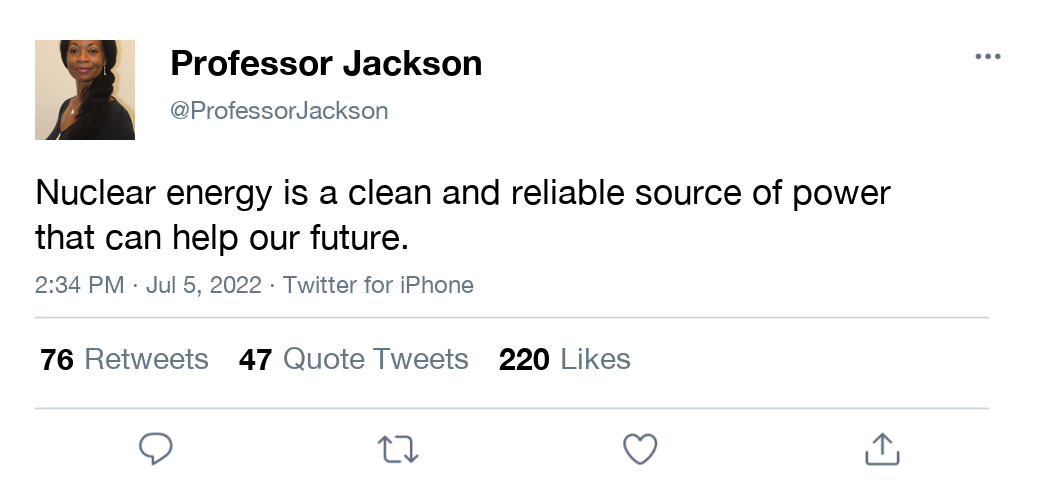 Professor Jackson
@ProfessorJackson
Nuclear energy is a clean and reliable source of power
that can help our future.
2:34 PM · Jul 5, 2022 · Twitter for iPhone
76 Retweets 47 Quote Tweets 220 Likes